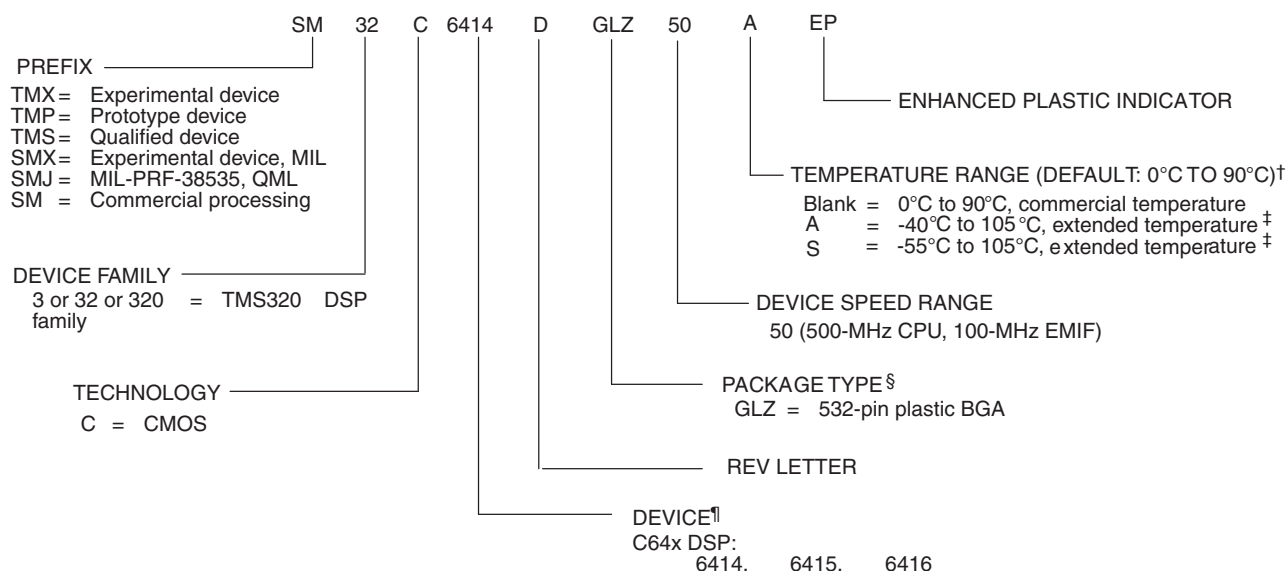 SM 32 C 6414 D GLZ 50 A EP
PREFIX
TMX = Experimental device
TMP = Prototype device
TMS = Qualified device
SMX = Experimental device, MIL
SMJ = MIL-PRF-38535, QML
SM = Commercial processing
ENHANCED PLASTIC INDICATOR
TEMPERATURE RANGE (DEFAULT: 0°C TO 90°C)†
Blank = 0°C to 90°C, commercial temperature
A = -40°C to 105°C, extended temperature ‡
S = -55°C to 105°C, extended temperature ‡
DEVICE FAMILY
3 or 32 or 320 = TMS320 DSP
family
DEVICE SPEED RANGE
50 (500-MHz CPU, 100-MHz EMIF)
TECHNOLOGY
C = CMOS
PACKAGE TYPE §
GLZ = 532-pin plastic BGA
REV LETTER
DEVICE¶
C64x DSP:
6414, 6415, 6416